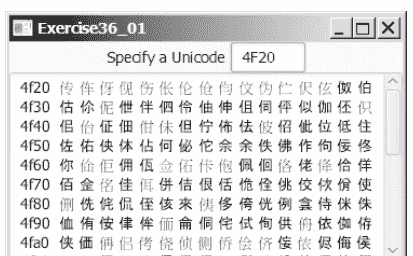 Exercise36_01
Specify a Unicode 4F20
4f20 传 伡 伢 伣 伤 伥 伦 伧 伨 伩 伪 伫 伬 伭 伮 伯
4f30 估 伱 伲 伳 伴 伵 伶 伷 伸 伹 伺 伻 似 伽 伾 伿
4f40 佀 佁 佂 佃 佄 佅 但 佇 佈 佉 佊 佋 佌 位 低 住
4f50 佐 佑 佒 体 佔 何 佖 佗 佘 余 佚 佛 作 佝 佞 佟
4f60 你 佡 佢 佣 佤 佥 佦 佧 佨 佩 佪 佫 佬 佭 佮 佯
4f70 佰 佱 佲 佳 佴 併 佶 佷 佸 佹 佺 佻 佼 佽 佾 使
4f80 侀 侁 侂 侃 侄 侅 來 侇 侈 侉 侊 例 侌 侍 侎 侏
4f90 侐 侑 侒 侓 侔 侕 侖 侗 侘 侙 侚 供 侜 依 侞 侟
4fa0 侠 価 侢 侣 侤 侥 侦 侧 侨 侩 侪 侫 侬 侭 侮 侯